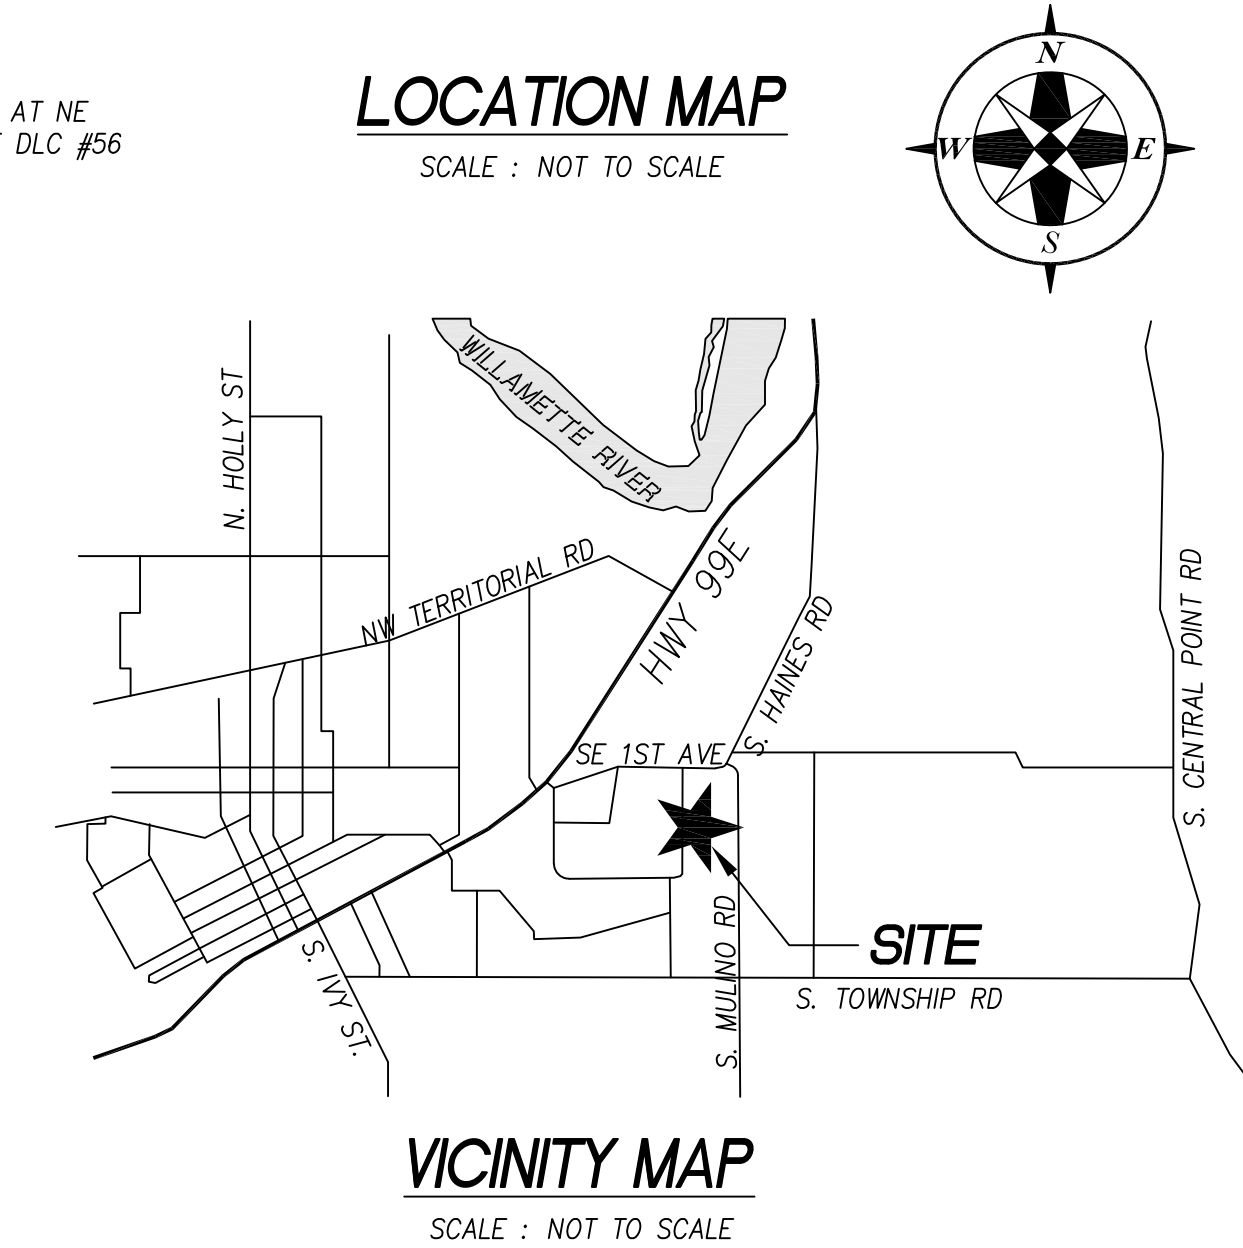 AT NE
DLC #56
LOCATION MAP
SCALE : NOT TO SCALE
N
W
E
S
N. HOLLY ST
WILLAMETTE RIVER
NW TERRITORIAL RD
HWY 99E
S. HAINES RD
S. CENTRAL POINT RD
SE 1ST AVE
SITE
S. MULINO RD
S. TOWNSHIP RD
S. IVY ST.
VICINITY MAP
SCALE : NOT TO SCALE